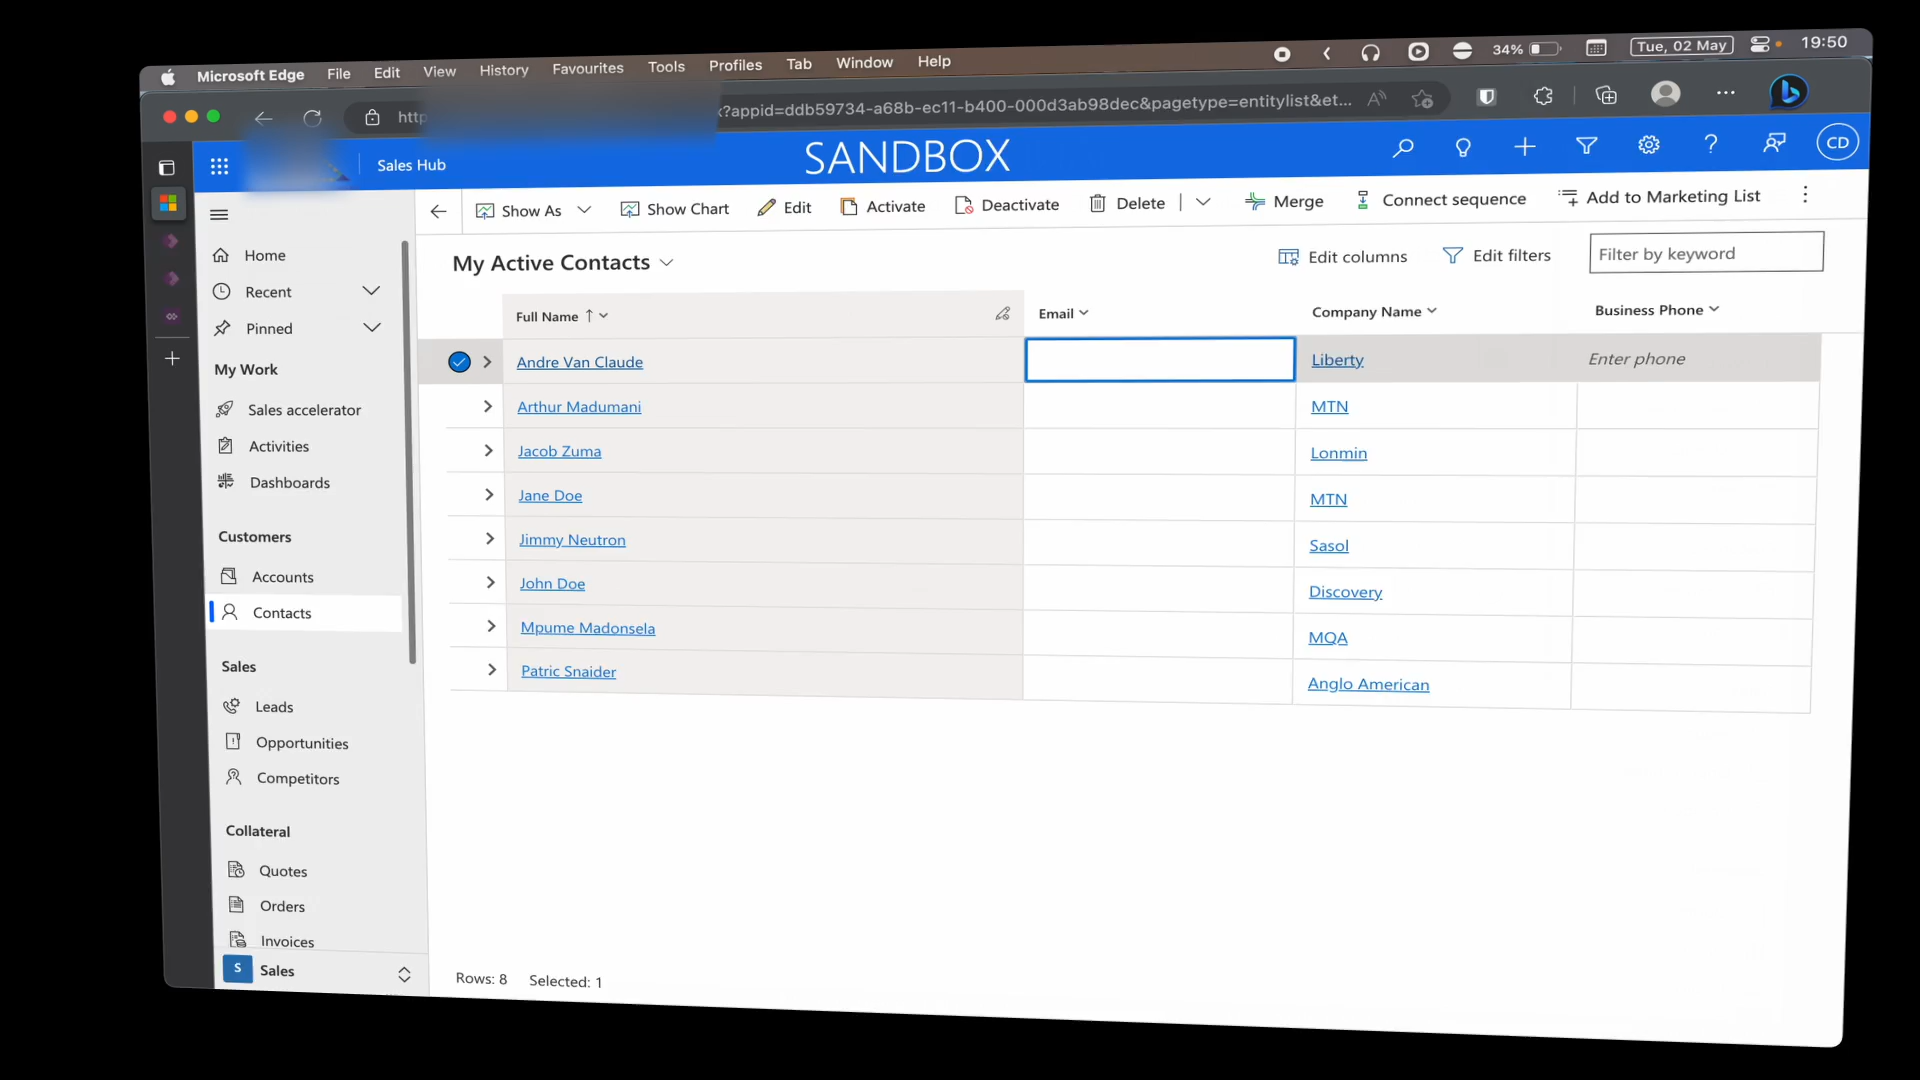 Microsoft Edge File Edit View History Favourites Tools Profiles Tab Window Help 34% Tue, 02 May 19:50
http ?appid=ddb59734-a68b-ec11-b400-000d3ab98dec&pagetype=entitylist&et...
Sales Hub SANDBOX CD
Show As Show Chart Edit Activate Deactivate Delete Merge Connect sequence Add to Marketing List
Home
Recent
Pinned
My Work
Sales accelerator
Activities
Dashboards
Customers
Accounts
Contacts
Sales
Leads
Opportunities
Competitors
Collateral
Quotes
Orders
Invoices
S Sales
My Active Contacts Edit columns Edit filters Filter by keyword
Full Name Email Company Name Business Phone
Andre Van Claude Liberty Enter phone
Arthur Madumani MTN
Jacob Zuma Lonmin
Jane Doe MTN
Jimmy Neutron Sasol
John Doe Discovery
Mpume Madonsela MQA
Patric Snaider Anglo American
Rows: 8 Selected: 1